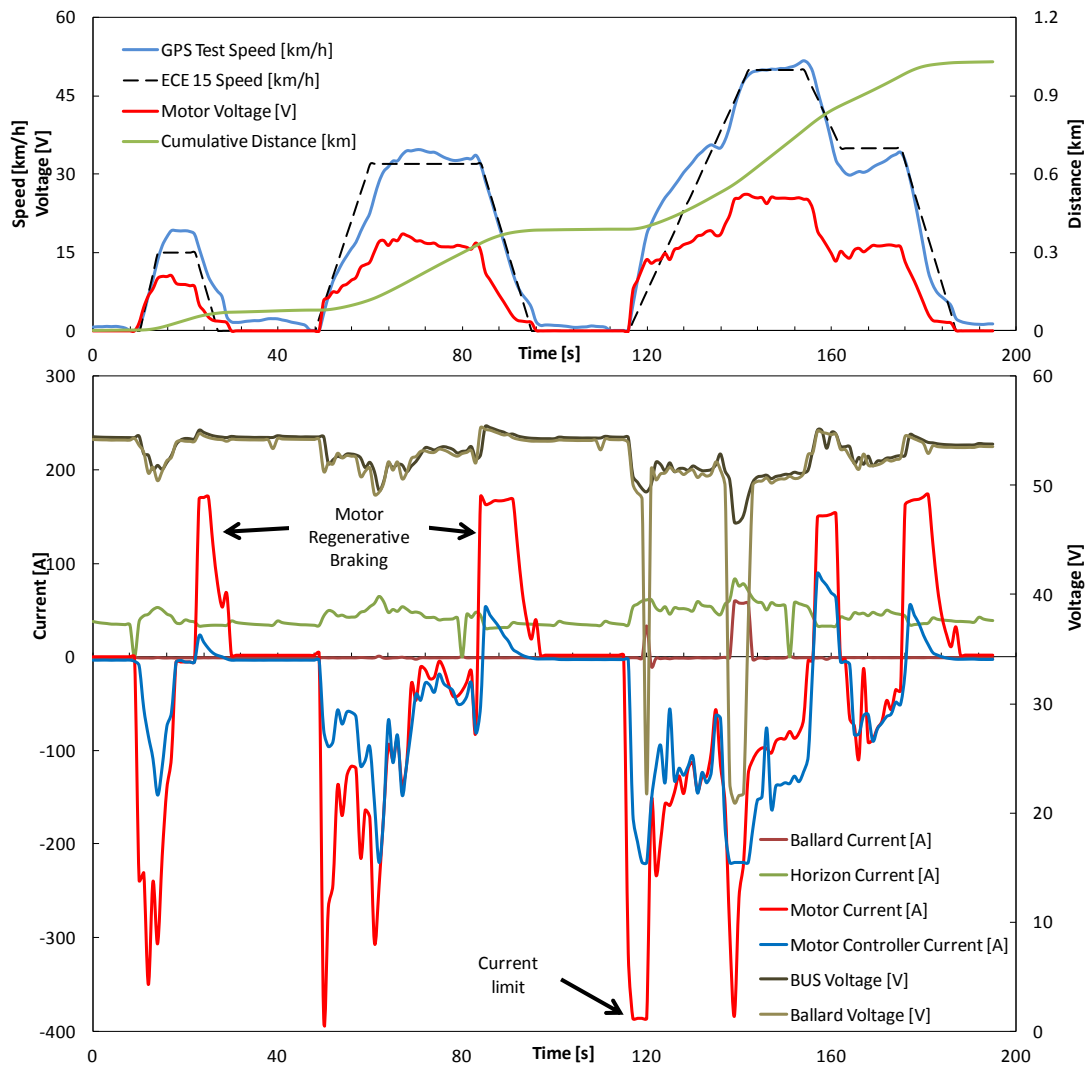 60
1.2
GPS Test Speed [km/h]
ECE 15 Speed [km/h]
Motor Voltage [V]
Cumulative Distance [km]
45
0.9
Speed [km/h]
Voltage [V]
30
0.6
Distance [km]
15
0.3
0
0
0
40
80
120
160
200
Time [s]
300
60
200
50
Motor
Regenerative
Braking
100
40
Current [A]
Voltage [V]
0
30
-100
20
-200
Ballard Current [A]
Horizon Current [A]
Motor Current [A]
10
-300
Motor Controller Current [A]
BUS Voltage [V]
Ballard Voltage [V]
Current
limit
-400
0
0
40
80
120
160
200
Time [s]